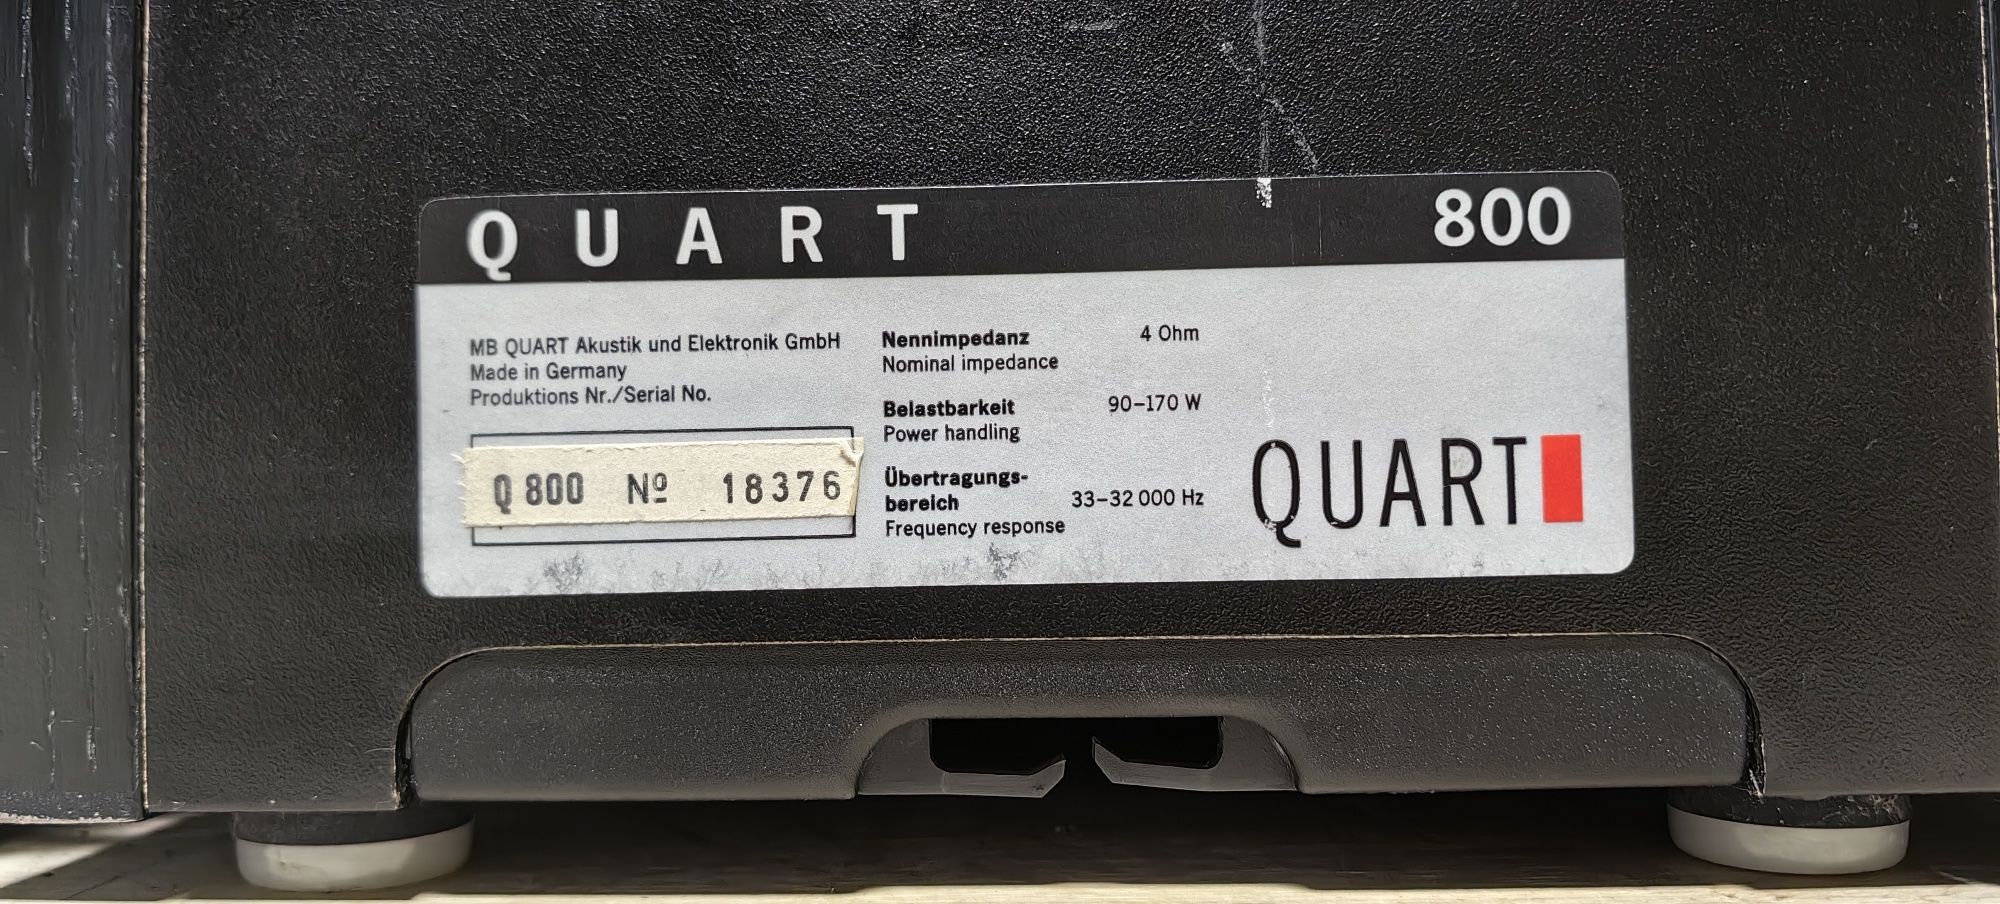 QUART 800
MB QUART Akustik und Elektronik GmbH
Made in Germany
Produktions Nr./Serial No.
Q 800 Nº 18376
Nennimpedanz 4 Ohm
Nominal impedance
Belastbarkeit 90–170 W
Power handling
Übertragungs-
bereich 33–32 000 Hz
Frequency response
QUART